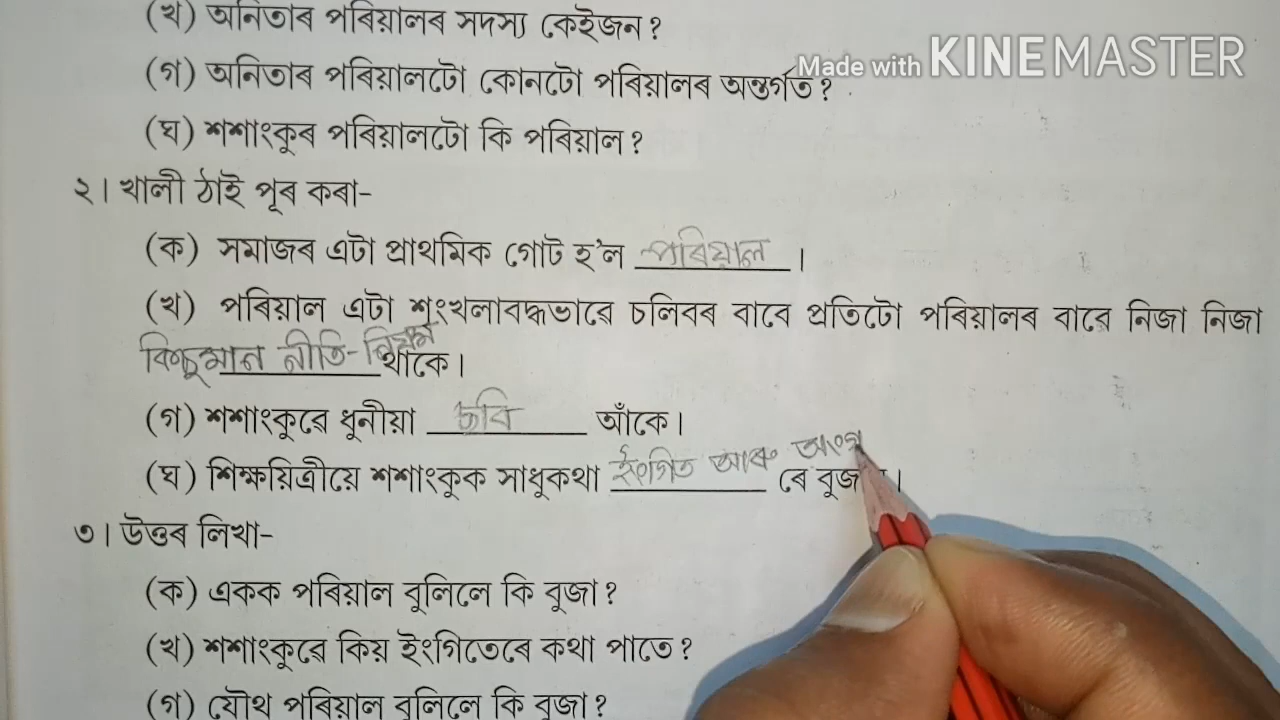 (খ) অনিতাৰ পৰিয়ালৰ সদস্য কেইজন?
Made with KINEMASTER
(গ) অনিতাৰ পৰিয়ালটো কোনটো পৰিয়ালৰ অন্তৰ্গত?
(ঘ) শশাংকুৰ পৰিয়ালটো কি পৰিয়াল?
২। খালী ঠাই পূৰ কৰা-
(ক) সমাজৰ এটা প্ৰাথমিক গোট হ'ল পৰিয়াল ।
(খ) পৰিয়াল এটা শৃংখলাবদ্ধভাৱে চলিবৰ বাবে প্ৰতিটো পৰিয়ালৰ বাবে নিজা নিজা
নীতি-নিয়ম থাকে।
(গ) শশাংকুৱে ধুনীয়া ছবি আঁকে।
(ঘ) শিক্ষয়িত্ৰীয়ে শশাংকুক সাধুকথা ইংগিত আৰু ৰে
৩। উত্তৰ লিখা-
(ক) একক পৰিয়াল বুলিলে কি বুজা?
(খ) শশাংকুৱে কিয় ইংগিতেৰে কথা পাতে?
(গ) যৌথ পৰিয়াল বুলিলে কি বুজা?